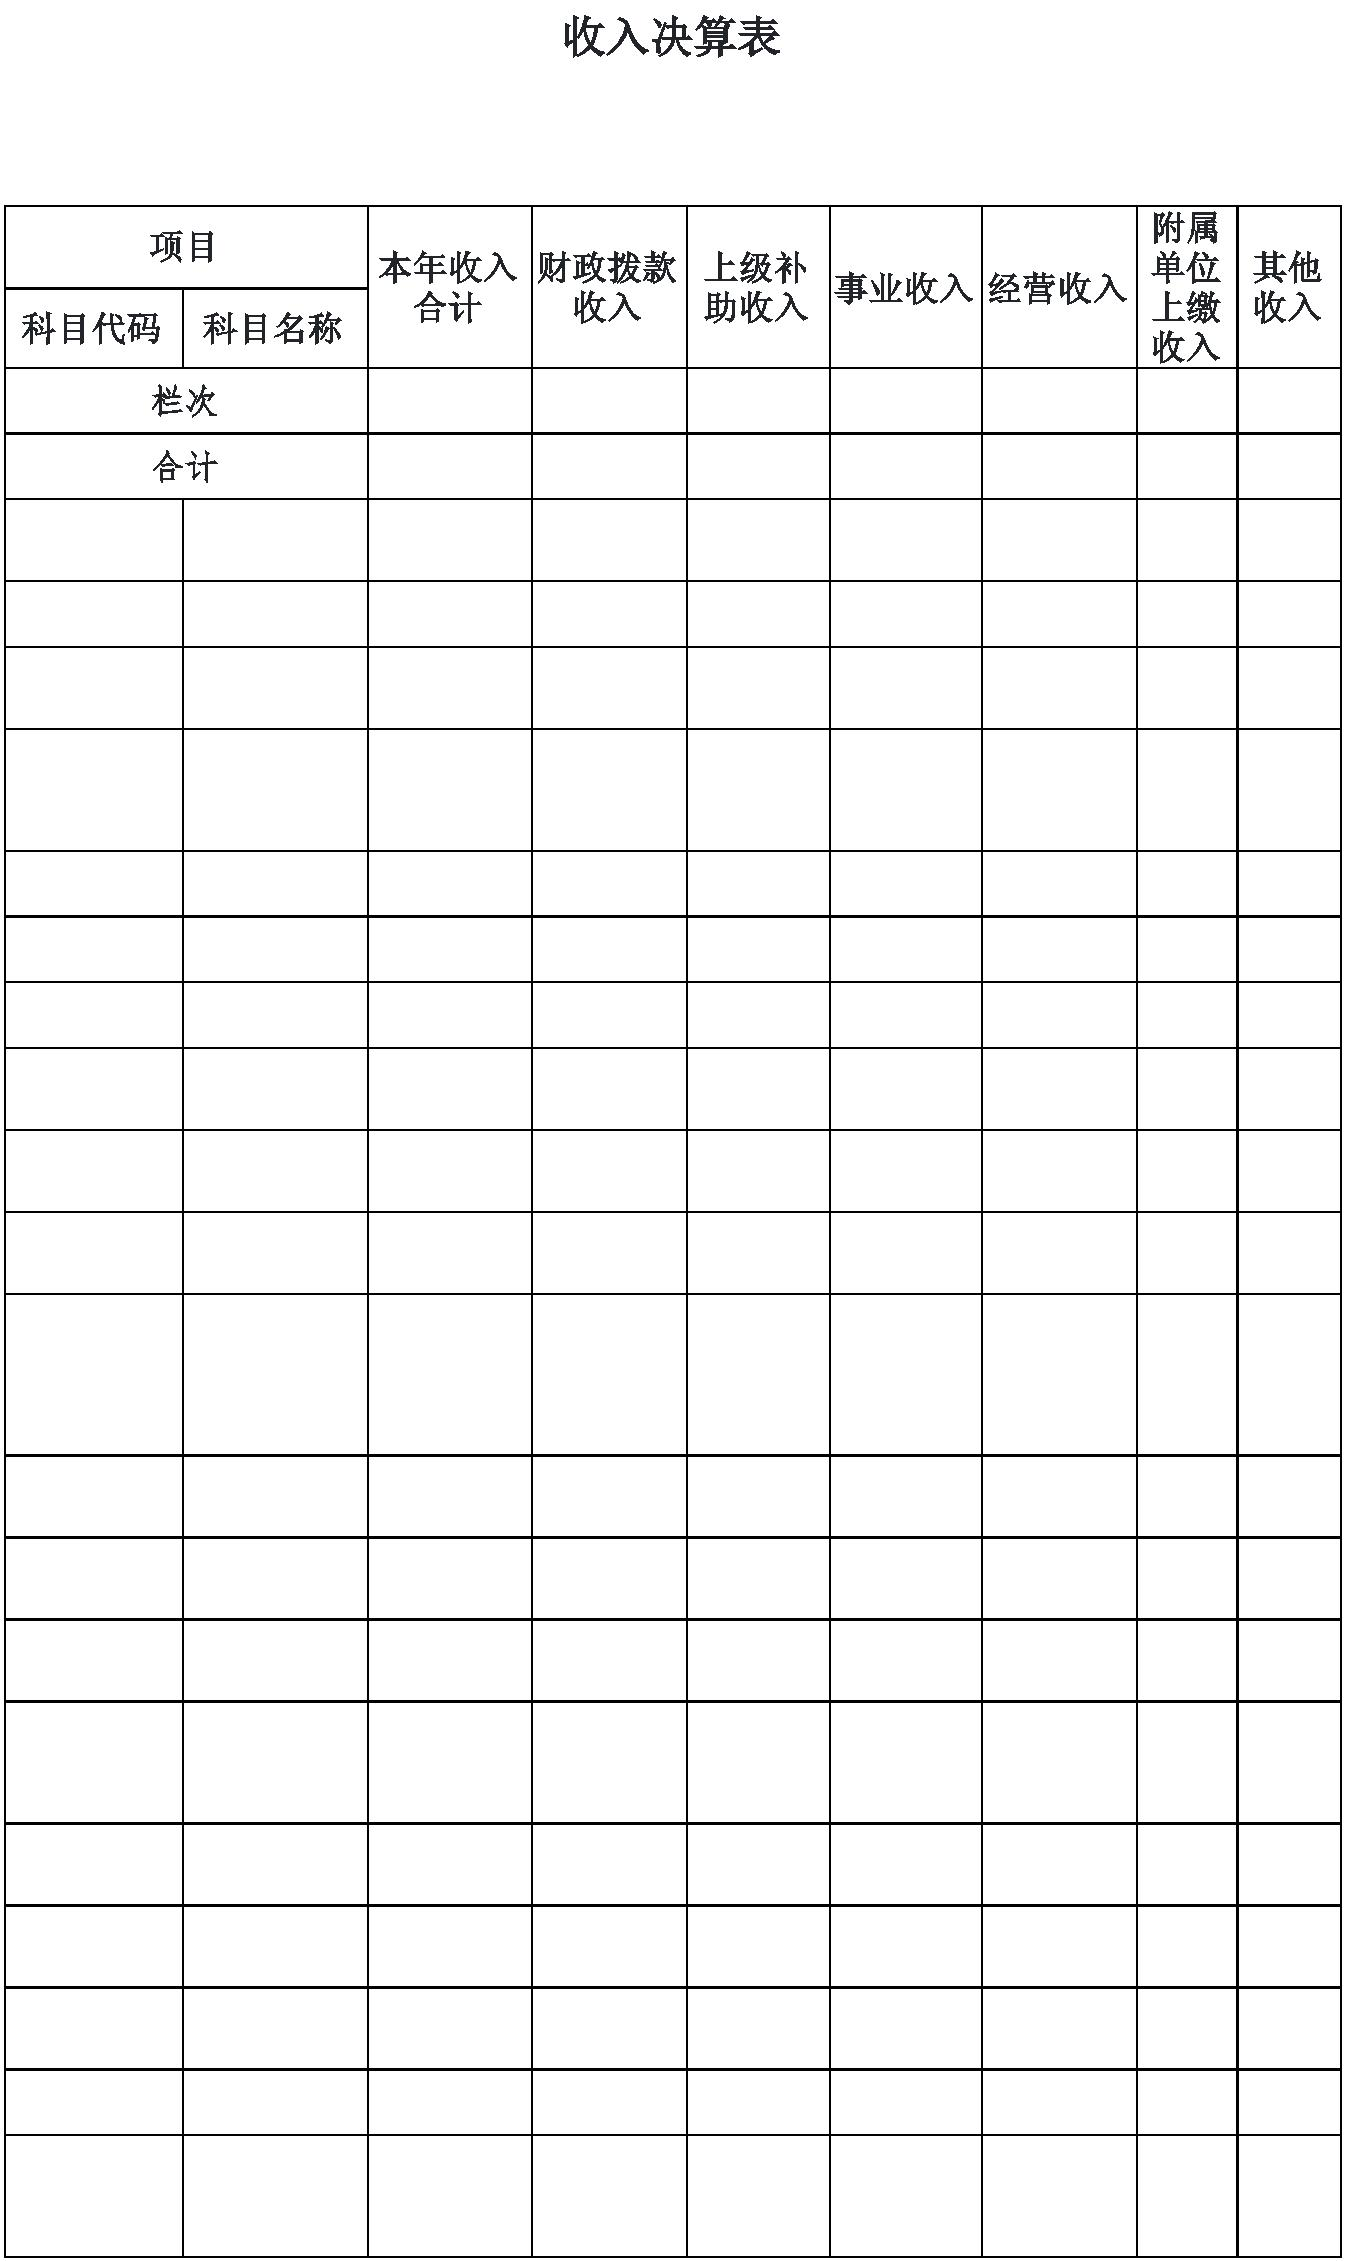 收入决算表
项目
本年收入
合计
财政拨款
收入
上级补
助收入
事业收入
经营收入
附属
单位
上缴
收入
其他
收入
科目代码
科目名称
栏次
合计